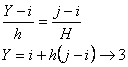 (Y-i)/h = (j-i)/H
Y = i + h(j-i) → 3